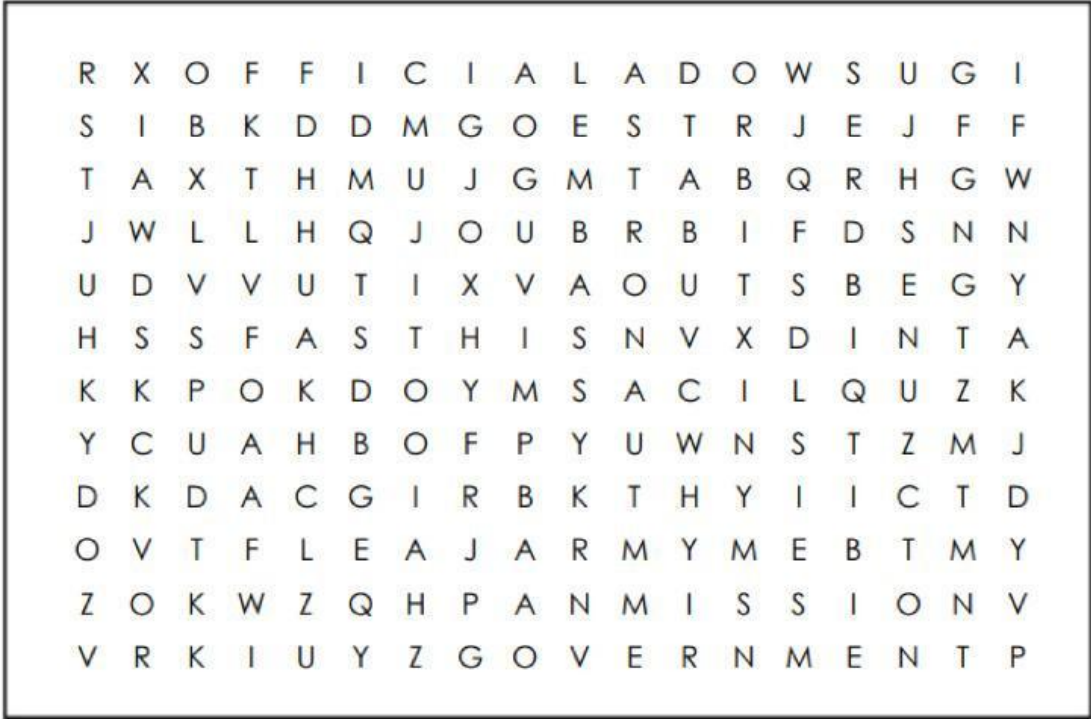 R X O F F I C I A L A D O W S U G I
S I B K D D M G O E S T R J E J F F
T A X T H M U J G M T A B Q R H G W
J W L L H Q J O U B R B I F D S N N
U D V V U T I X V A O U T S B E G Y
H S S F A S T H I S N V X D I N T A
K K P O K D O Y M S A C I L Q U Z K
Y C U A H B O F P Y U W N S T Z M J
D K D A C G I R B K T H Y I I C T D
O V T F L E A J A R M Y M E B T M Y
Z O K W Z Q H P A N M I S S I O N V
V R K I U Y Z G O V E R N M E N T P